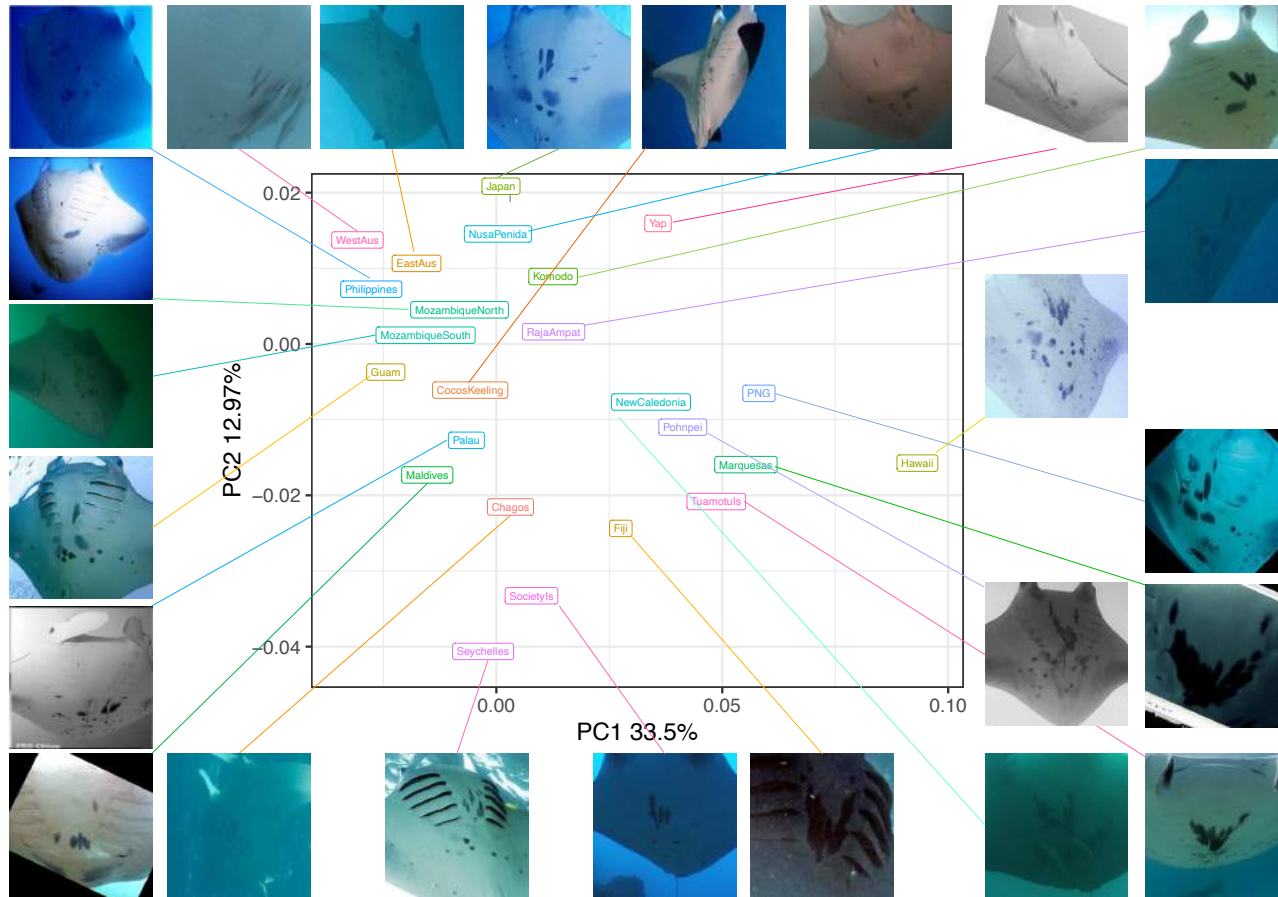 Japan
0.02
Yap
NusaPenida
WestAus
EastAus
Komodo
Philippines
MozambiqueNorth
RajaAmpat
MozambiqueSouth
0.00
Guam
CocosKeeling
PNG
NewCaledonia
Pohnpei
PC2 12.97%
Palau
Hawaii
Marquesas
Maldives
−0.02
Tuamotuls
Chagos
Fiji
SocietyIs
−0.04
Seychelles
0.00
0.05
0.10
PC1 33.5%